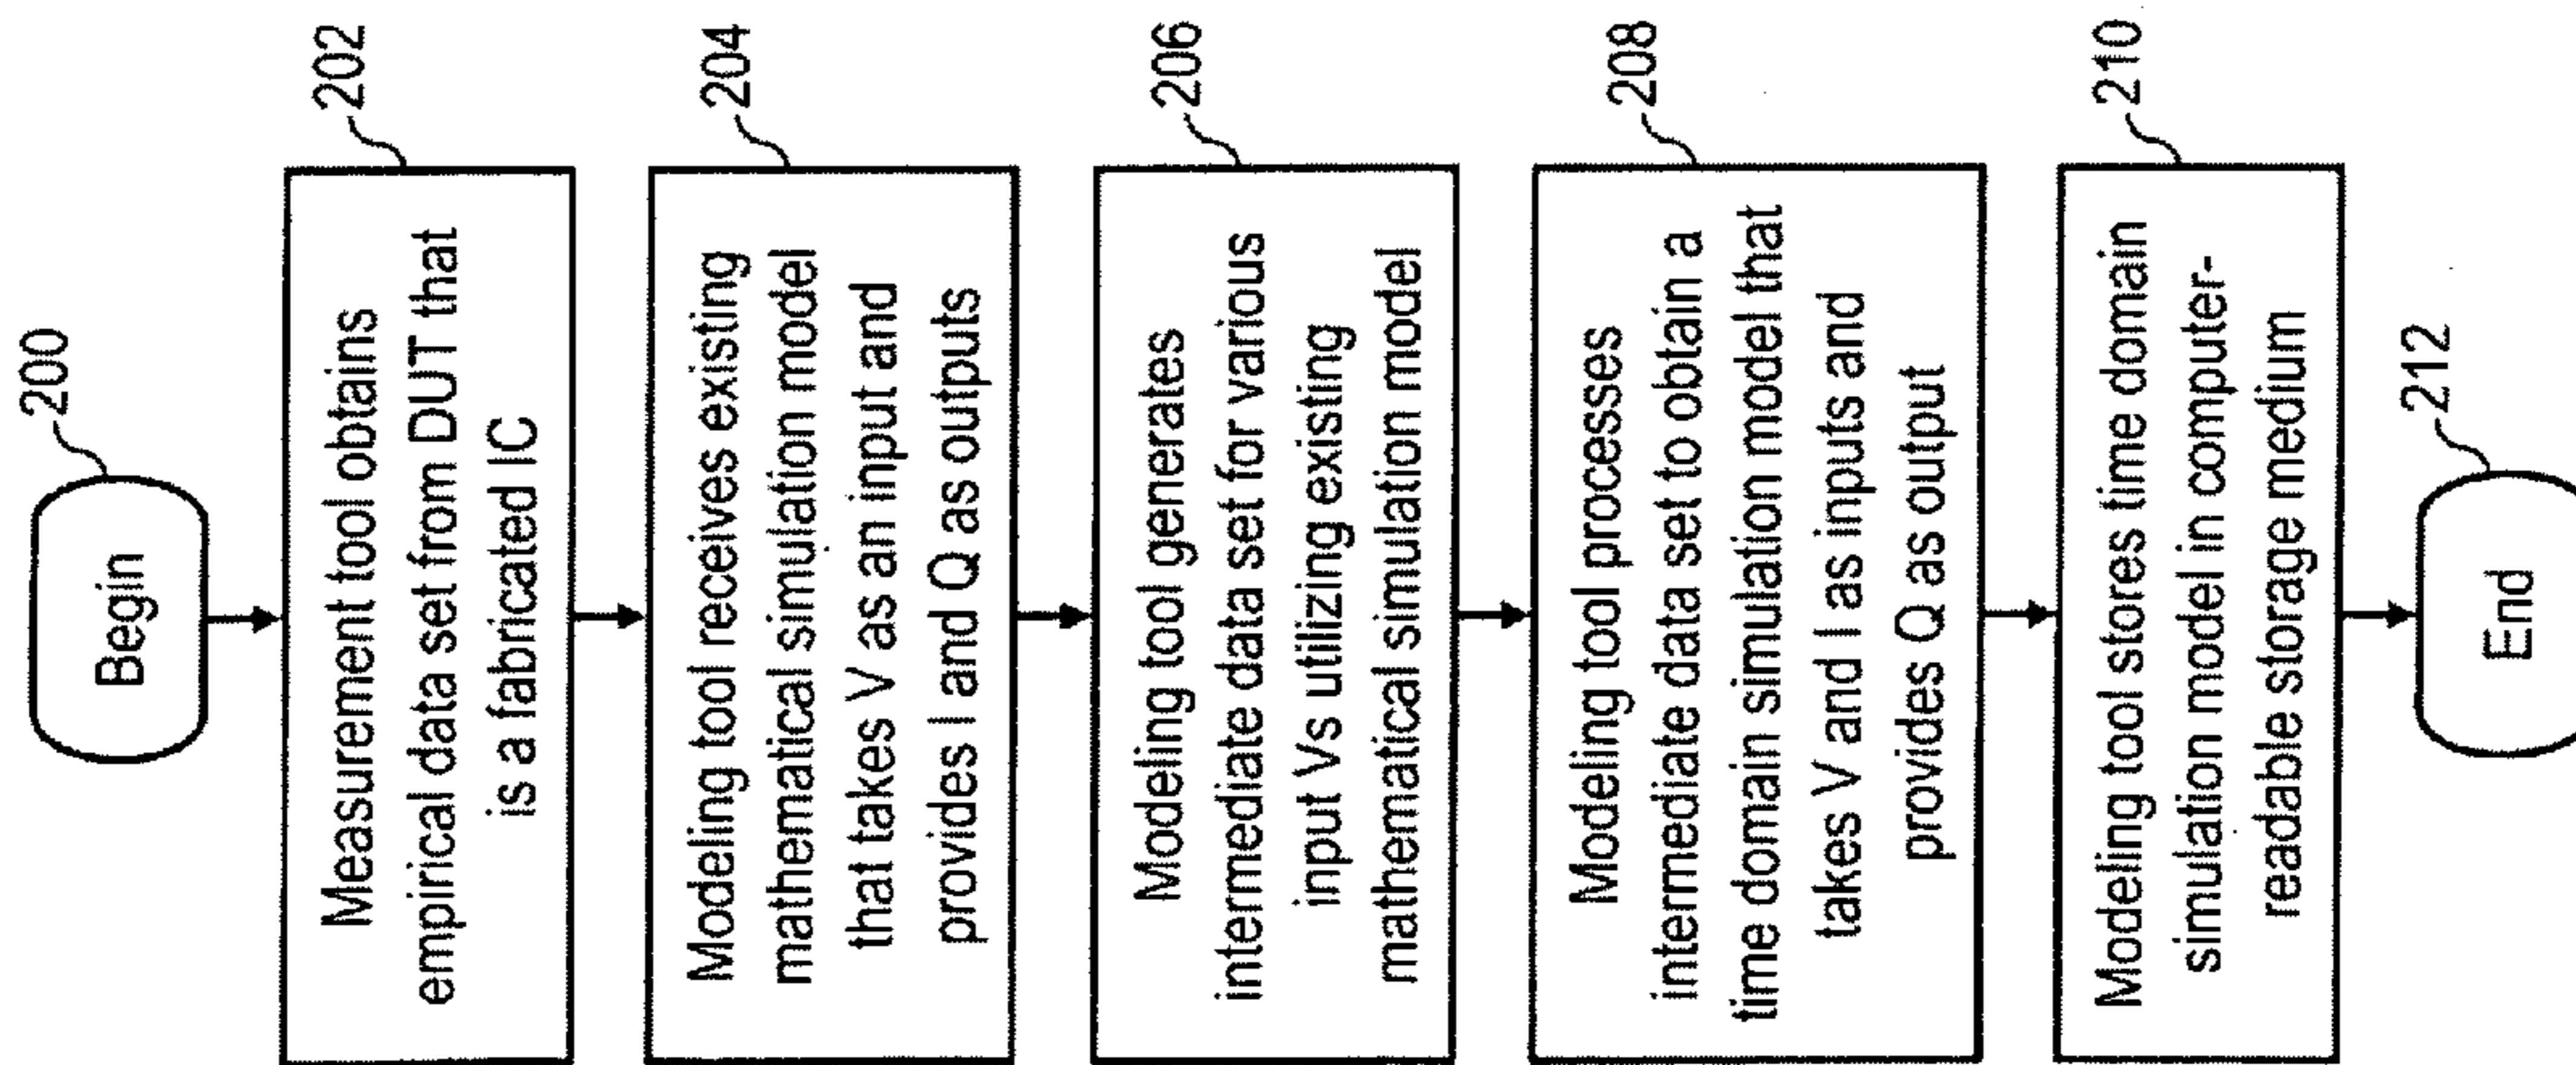 200
Begin
202
Measurement tool obtains
empirical data set from DUT that
is a fabricated IC
204
Modeling tool receives existing
mathematical simulation model
that takes V as an input and
provides I and Q as outputs
206
Modeling tool generates
intermediate data set for various
input Vs utilizing existing
mathematical simulation model
208
Modeling tool processes
intermediate data set to obtain a
time domain simulation model that
takes V and I as inputs and
provides Q as output
210
Modeling tool stores time domain
simulation model in computer-
readable storage medium
212
End